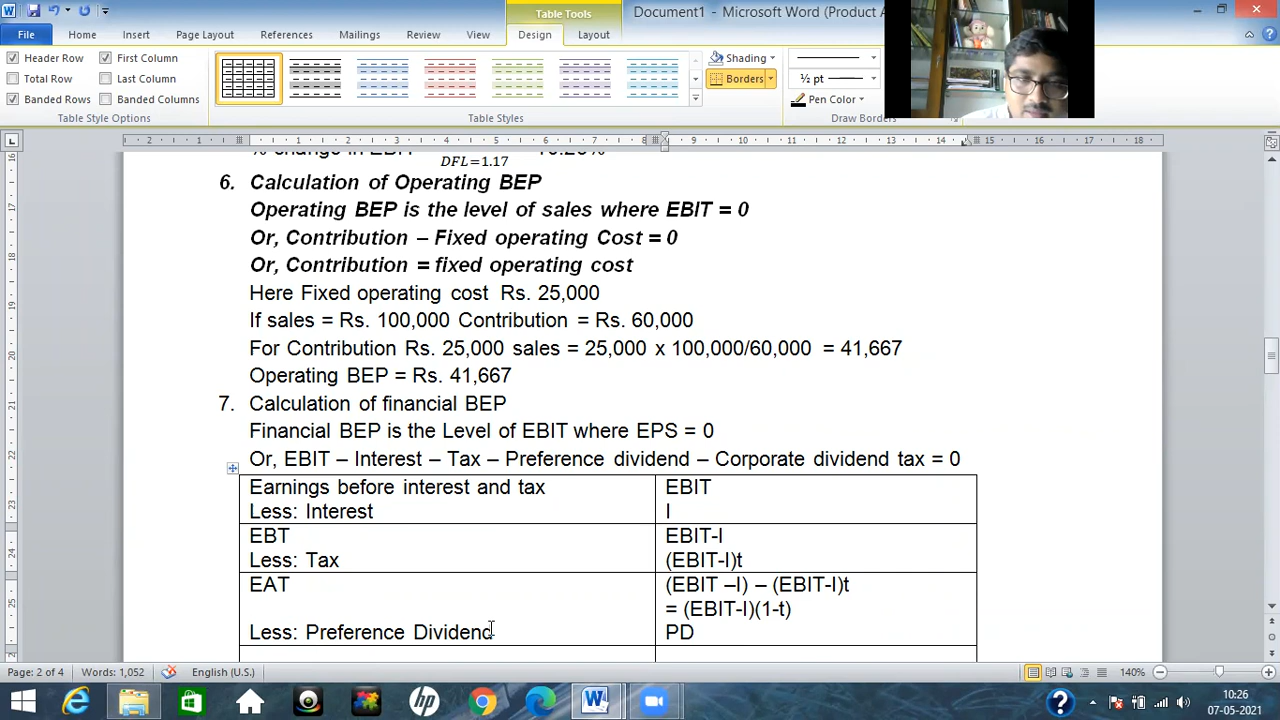 Table Tools
Document1 - Microsoft Word (Product A
File Home Insert Page Layout References Mailings Review View Design Layout
Header Row First Column
Total Row Last Column
Banded Rows Banded Columns
Table Style Options
Table Styles
Shading
Borders
½ pt
Pen Color
Draw Borders
DFL=1.17
6. Calculation of Operating BEP
Operating BEP is the level of sales where EBIT = 0
Or, Contribution – Fixed operating Cost = 0
Or, Contribution = fixed operating cost
Here Fixed operating cost Rs. 25,000
If sales = Rs. 100,000 Contribution = Rs. 60,000
For Contribution Rs. 25,000 sales = 25,000 x 100,000/60,000 = 41,667
Operating BEP = Rs. 41,667
7. Calculation of financial BEP
Financial BEP is the Level of EBIT where EPS = 0
Or, EBIT – Interest – Tax – Preference dividend – Corporate dividend tax = 0
Earnings before interest and tax EBIT
Less: Interest I
EBT EBIT-I
Less: Tax (EBIT-I)t
EAT (EBIT –I) – (EBIT-I)t
= (EBIT-I)(1-t)
Less: Preference Dividend PD
Page: 2 of 4 Words: 1,052 English (U.S.) 140%
10:26
07-05-2021